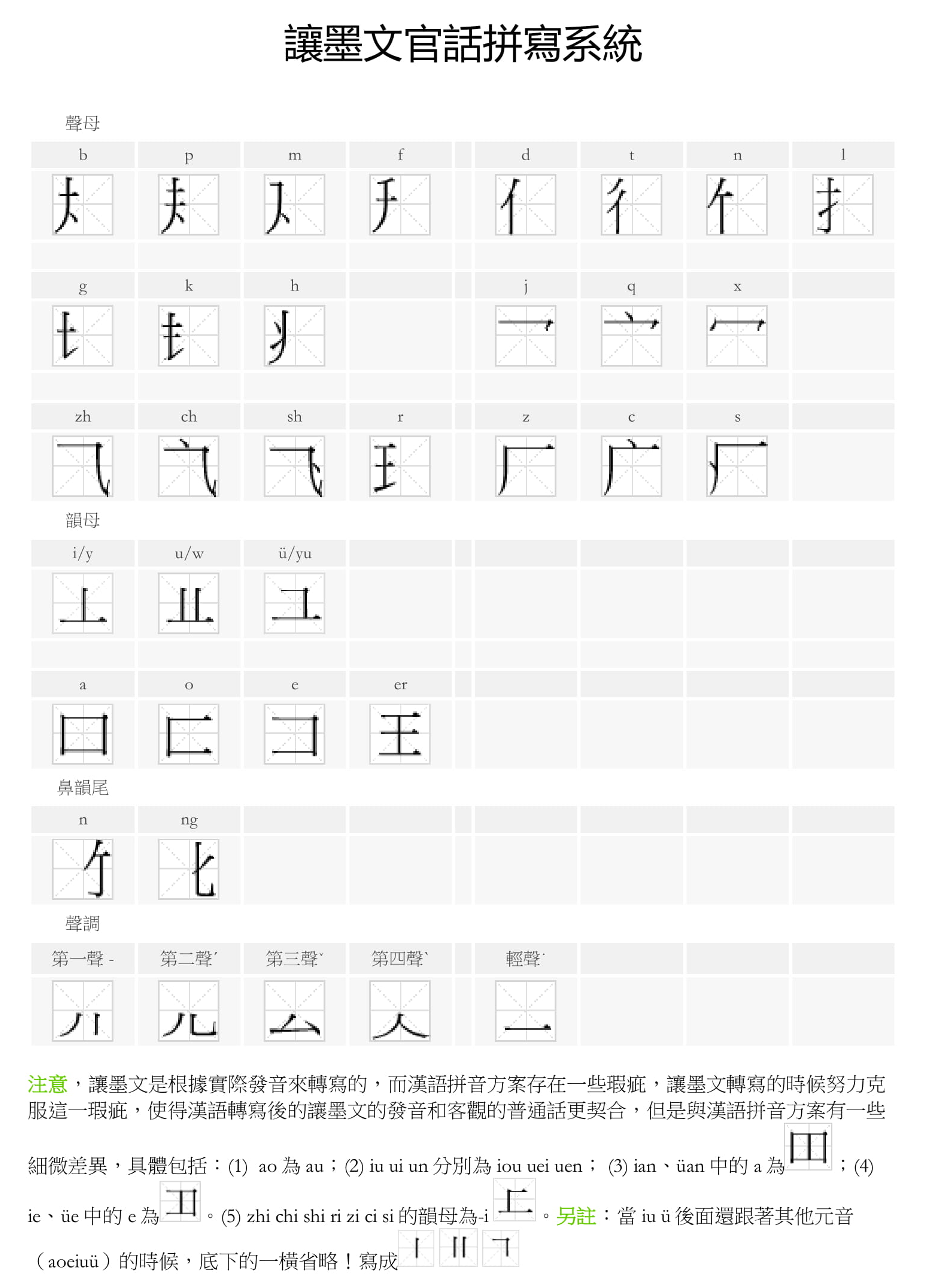 讓墨文官話拼寫系統
聲母
b p m f d t n l
g k h j q x
zh ch sh r z c s
韻母
i/y u/w ü/yu
a o e er
鼻韻尾
n ng
聲調
第一聲 - 第二聲ˊ 第三聲ˇ 第四聲ˋ 輕聲˙
注意，讓墨文是根據實際發音來轉寫的，而漢語拼音方案存在一些瑕疵，讓墨文轉寫的時候努力克
服這一瑕疵，使得漢語轉寫後的讓墨文的發音和客觀的普通話更契合，但是與漢語拼音方案有一些
細微差異，具體包括：(1) ao 為 au；(2) iu ui un 分別為 iou uei uen； (3) ian、üan 中的 a 為；(4)
ie、üe 中的 e 為。(5) zhi chi shi ri zi ci si 的韻母為-i 。另註：當 iu ü 後面還跟著其他元音
（aoeiuü）的時候，底下的一橫省略！寫成